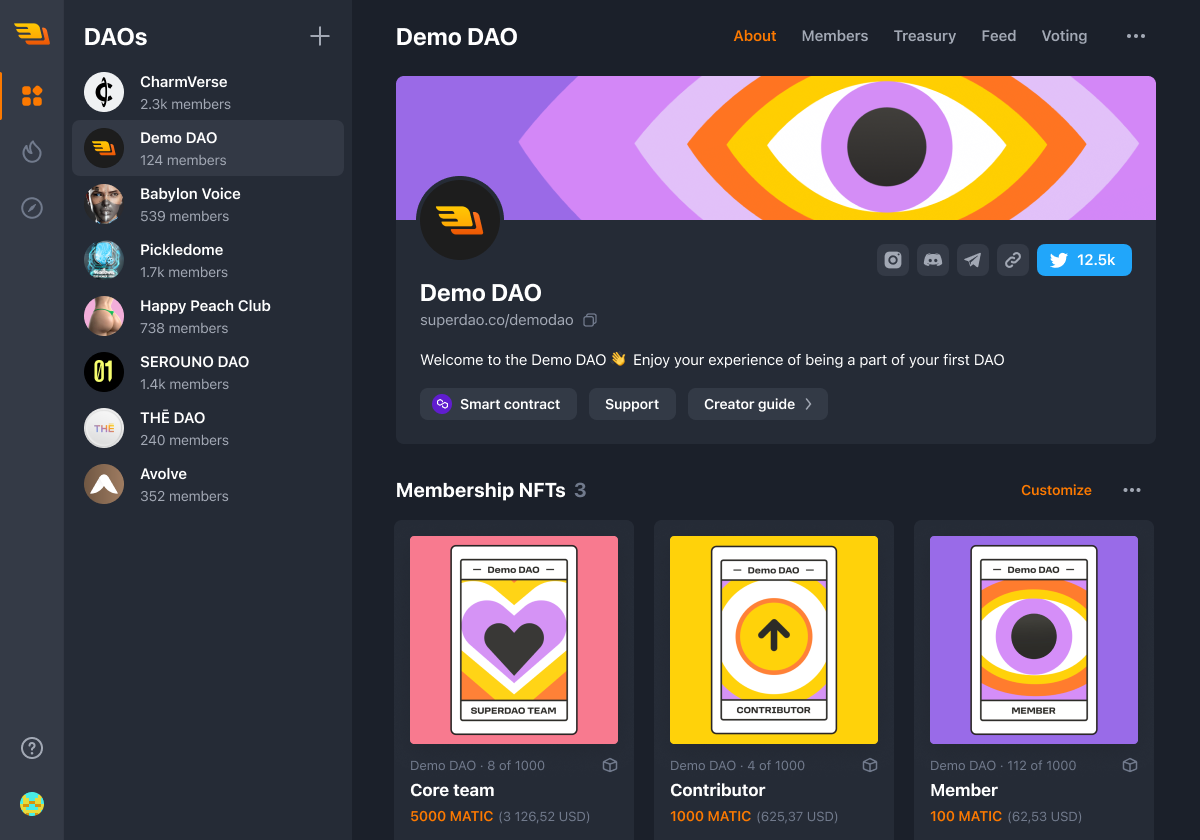 DAOs
CharmVerse
2.3k members
Demo DAO
124 members
Babylon Voice
539 members
Pickledome
1.7k members
Happy Peach Club
738 members
01
SEROUNO DAO
1.4k members
THĒ
THĒ DAO
240 members
Avolve
352 members
Demo DAO
About Members Treasury Feed Voting
12.5k
Demo DAO
superdao.co/demodao
Welcome to the Demo DAO 👋 Enjoy your experience of being a part of your first DAO
Smart contract Support Creator guide
Membership NFTs 3
Customize
— Demo DAO —
SUPERDAO TEAM
Demo DAO · 8 of 1000
Core team
5000 MATIC (3 126,52 USD)
— Demo DAO —
CONTRIBUTOR
Demo DAO · 4 of 1000
Contributor
1000 MATIC (625,37 USD)
— Demo DAO —
MEMBER
Demo DAO · 112 of 1000
Member
100 MATIC (62,53 USD)